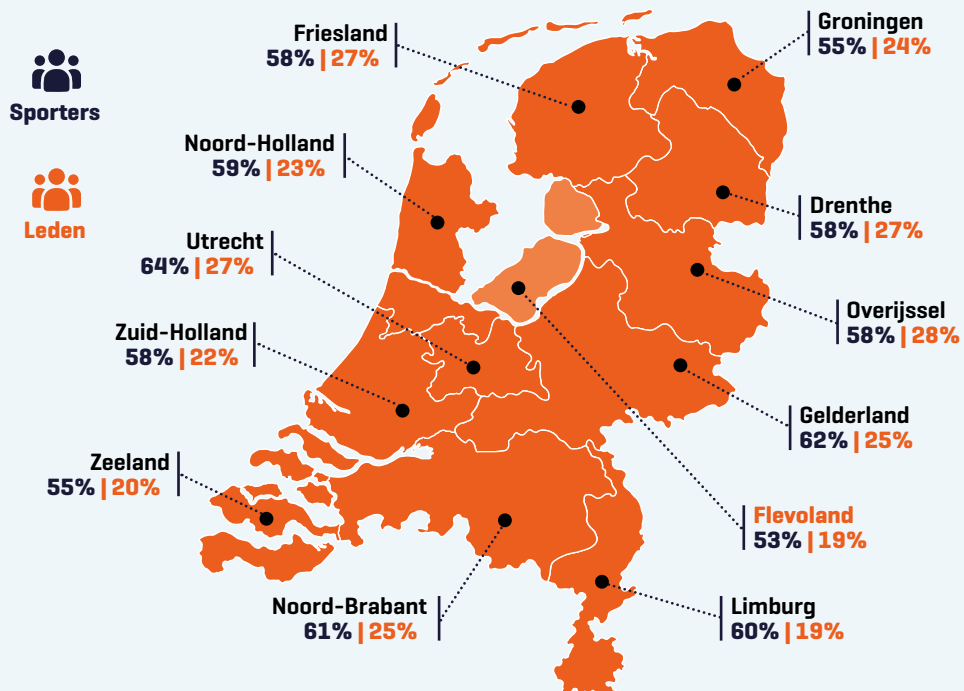 Sporters
Leden
Friesland
58% | 27%
Groningen
55% | 24%
Noord-Holland
59% | 23%
Drenthe
58% | 27%
Utrecht
64% | 27%
Overijssel
58% | 28%
Zuid-Holland
58% | 22%
Gelderland
62% | 25%
Zeeland
55% | 20%
Flevoland
53% | 19%
Noord-Brabant
61% | 25%
Limburg
60% | 19%